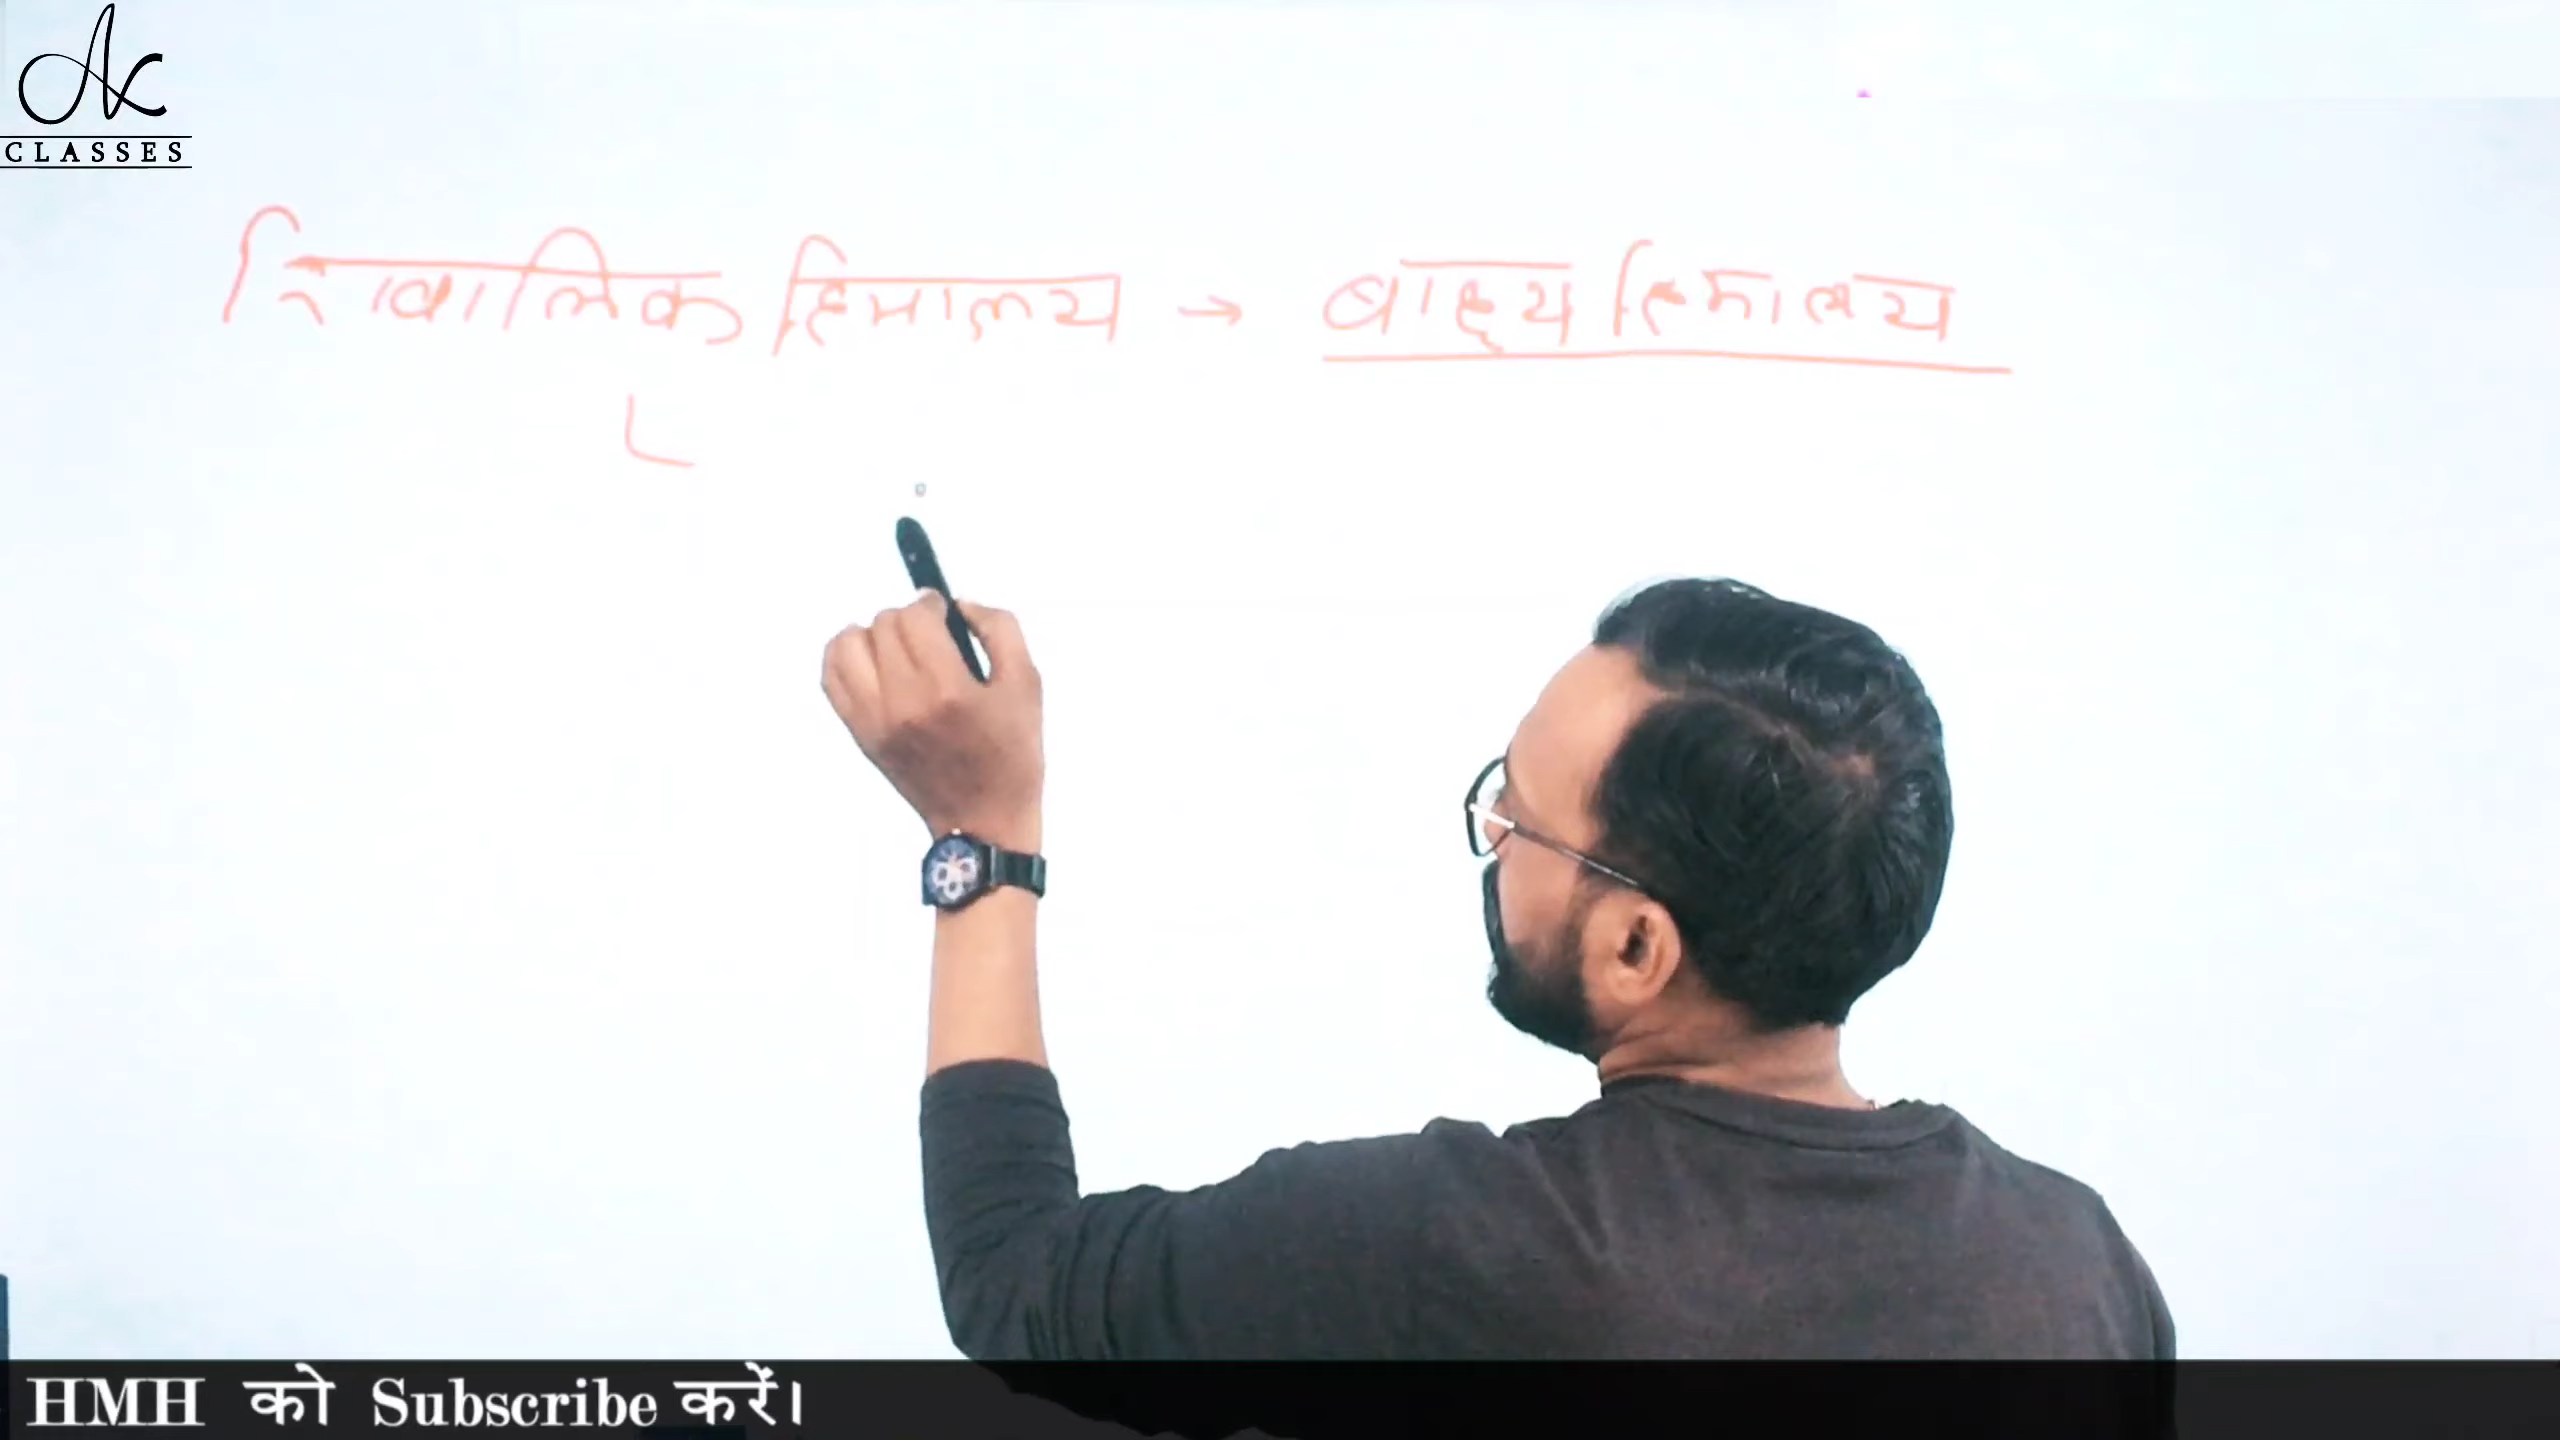 Ac
CLASSES
शिवालिक हिमालय → बाह्य हिमालय
HMH को Subscribe करें।